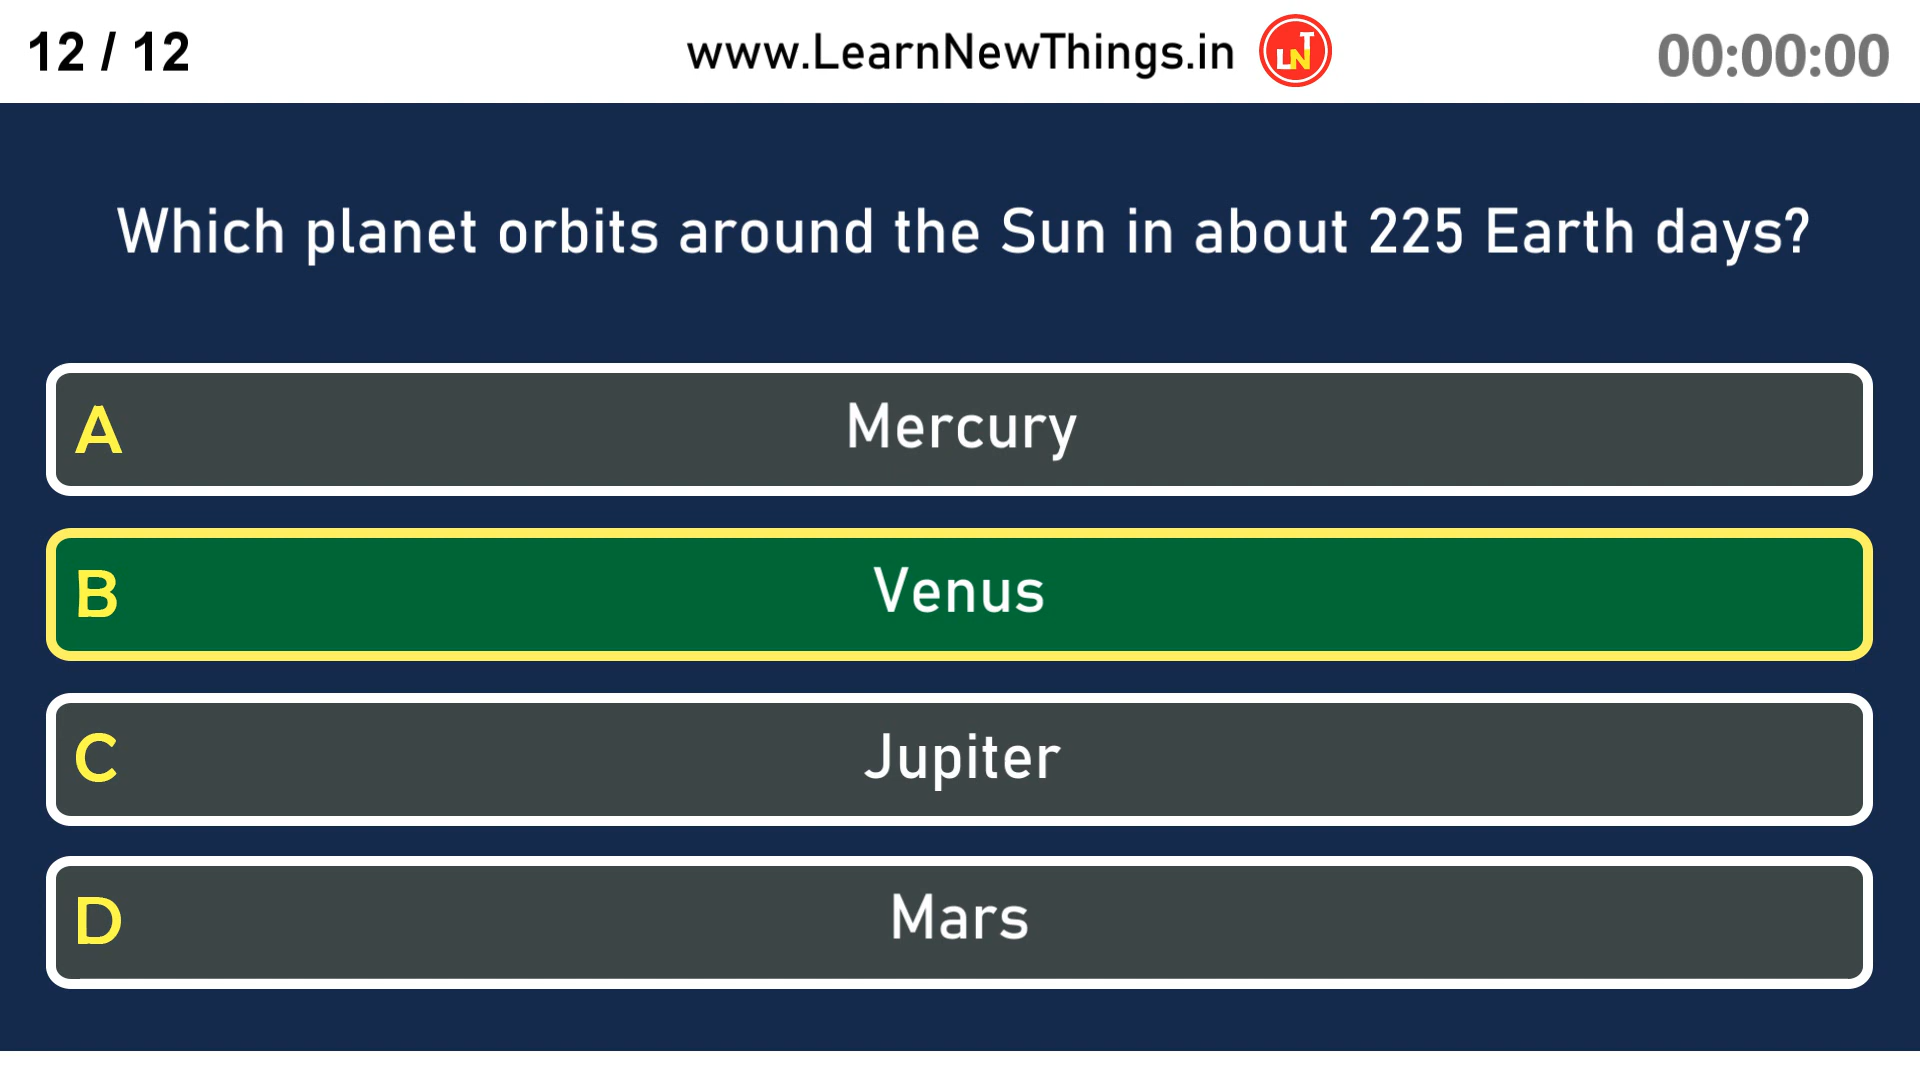 12 / 12
www.LearnNewThings.in
LNT
00:00:00
Which planet orbits around the Sun in about 225 Earth days?
A Mercury
B Venus
C Jupiter
D Mars